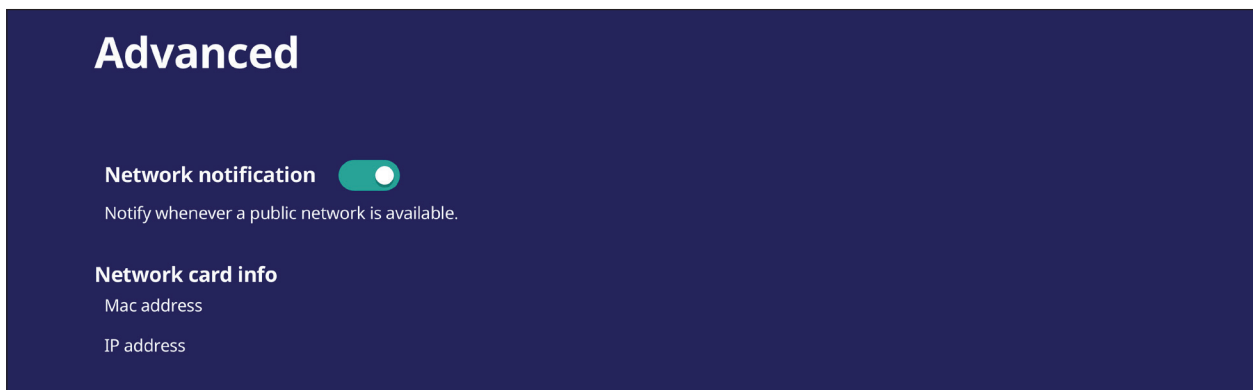 Advanced
Network notification
Notify whenever a public network is available.
Network card info
Mac address
IP address